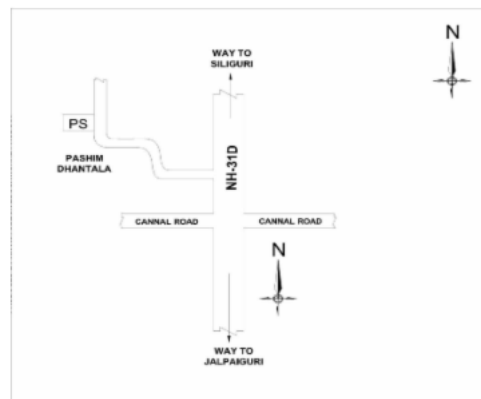 N
WAY TO
SILIGURI
PS
PASHIM
DHANTALA
NH-31D
CANNAL ROAD
CANNAL ROAD
N
WAY TO
JALPAIGURI